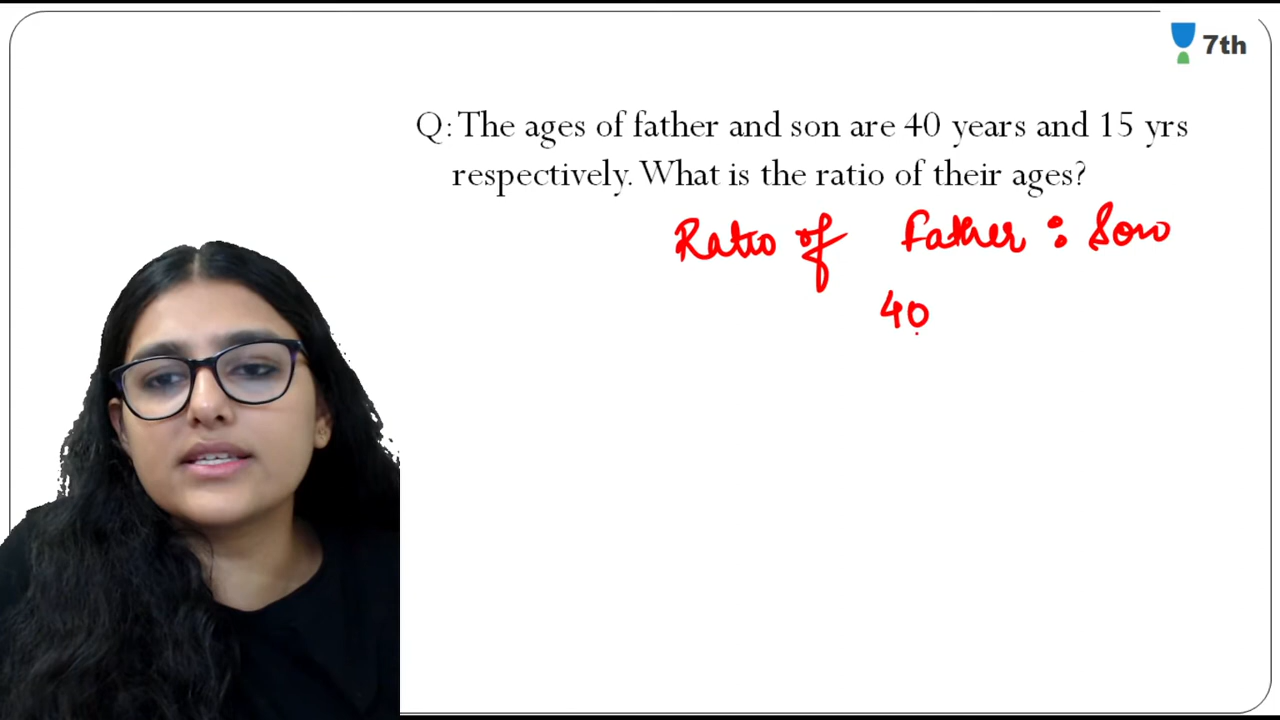 7th
Q: The ages of father and son are 40 years and 15 yrs
respectively. What is the ratio of their ages?
Ratio of Father : Son
40